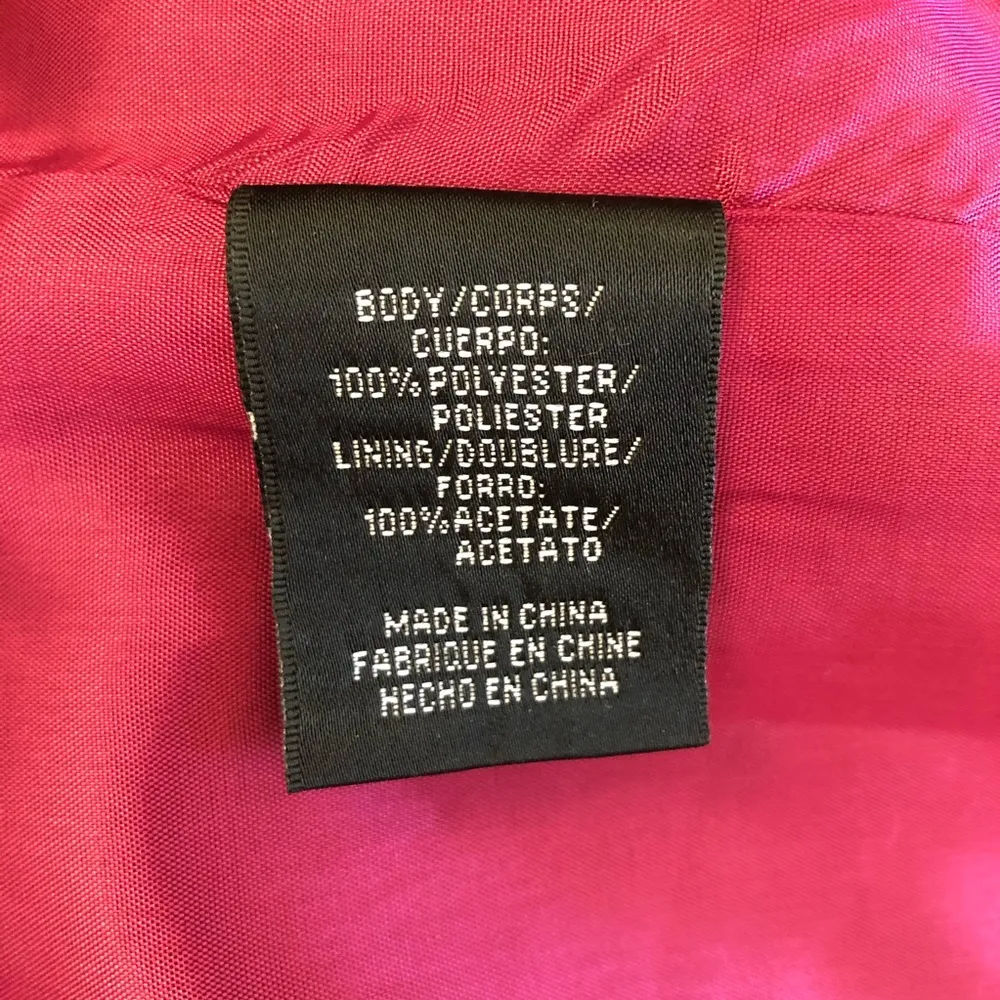 BODY/CORPS/
CUERPO:
100% POLYESTER/
POLIESTER
LINING/DOUBLURE/
FORRO:
100% ACETATE/
ACETATO
MADE IN CHINA
FABRIQUE EN CHINE
HECHO EN CHINA